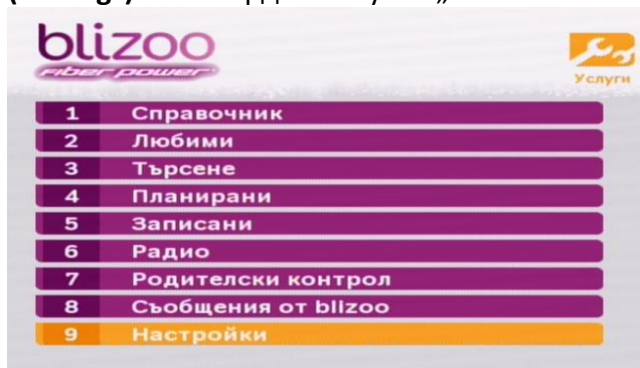 blizoo
Fiber power
Услуги
1 Справочник
2 Любими
3 Търсене
4 Планирани
5 Записани
6 Радио
7 Родителски контрол
8 Съобщения от blizoo
9 Настройки